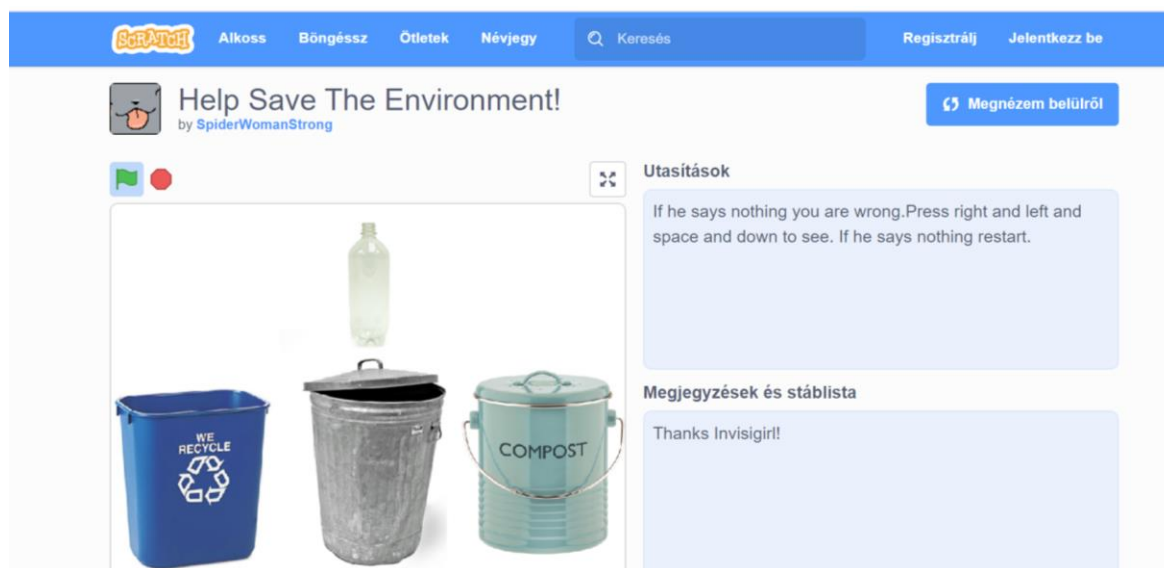 SCRATCH Alkoss Böngéssz Ötletek Névjegy Keresés Regisztrálj Jelentkezz be
Help Save The Environment!
by SpiderWomanStrong
Megnézem belülről
Utasítások
If he says nothing you are wrong.Press right and left and
space and down to see. If he says nothing restart.
WE
RECYCLE
COMPOST
Megjegyzések és stáblista
Thanks Invisigirl!